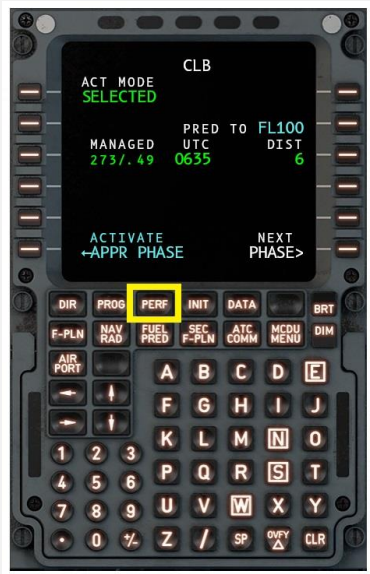 CLB
ACT MODE
SELECTED
PRED TO FL100
MANAGED UTC DIST
273/.49 0635 6
ACTIVATE NEXT
←APPR PHASE PHASE>
DIR PROG PERF INIT DATA BRT
F-PLN NAV RAD FUEL PRED SEC F-PLN ATC COMM MCDU MENU DIM
AIR PORT
A B C D E
F G H I J
K L M N O
1 2 3
P Q R S T
4 5 6
U V W X Y
7 8 9
Z / SP OVFY Δ CLR
. 0 +/-